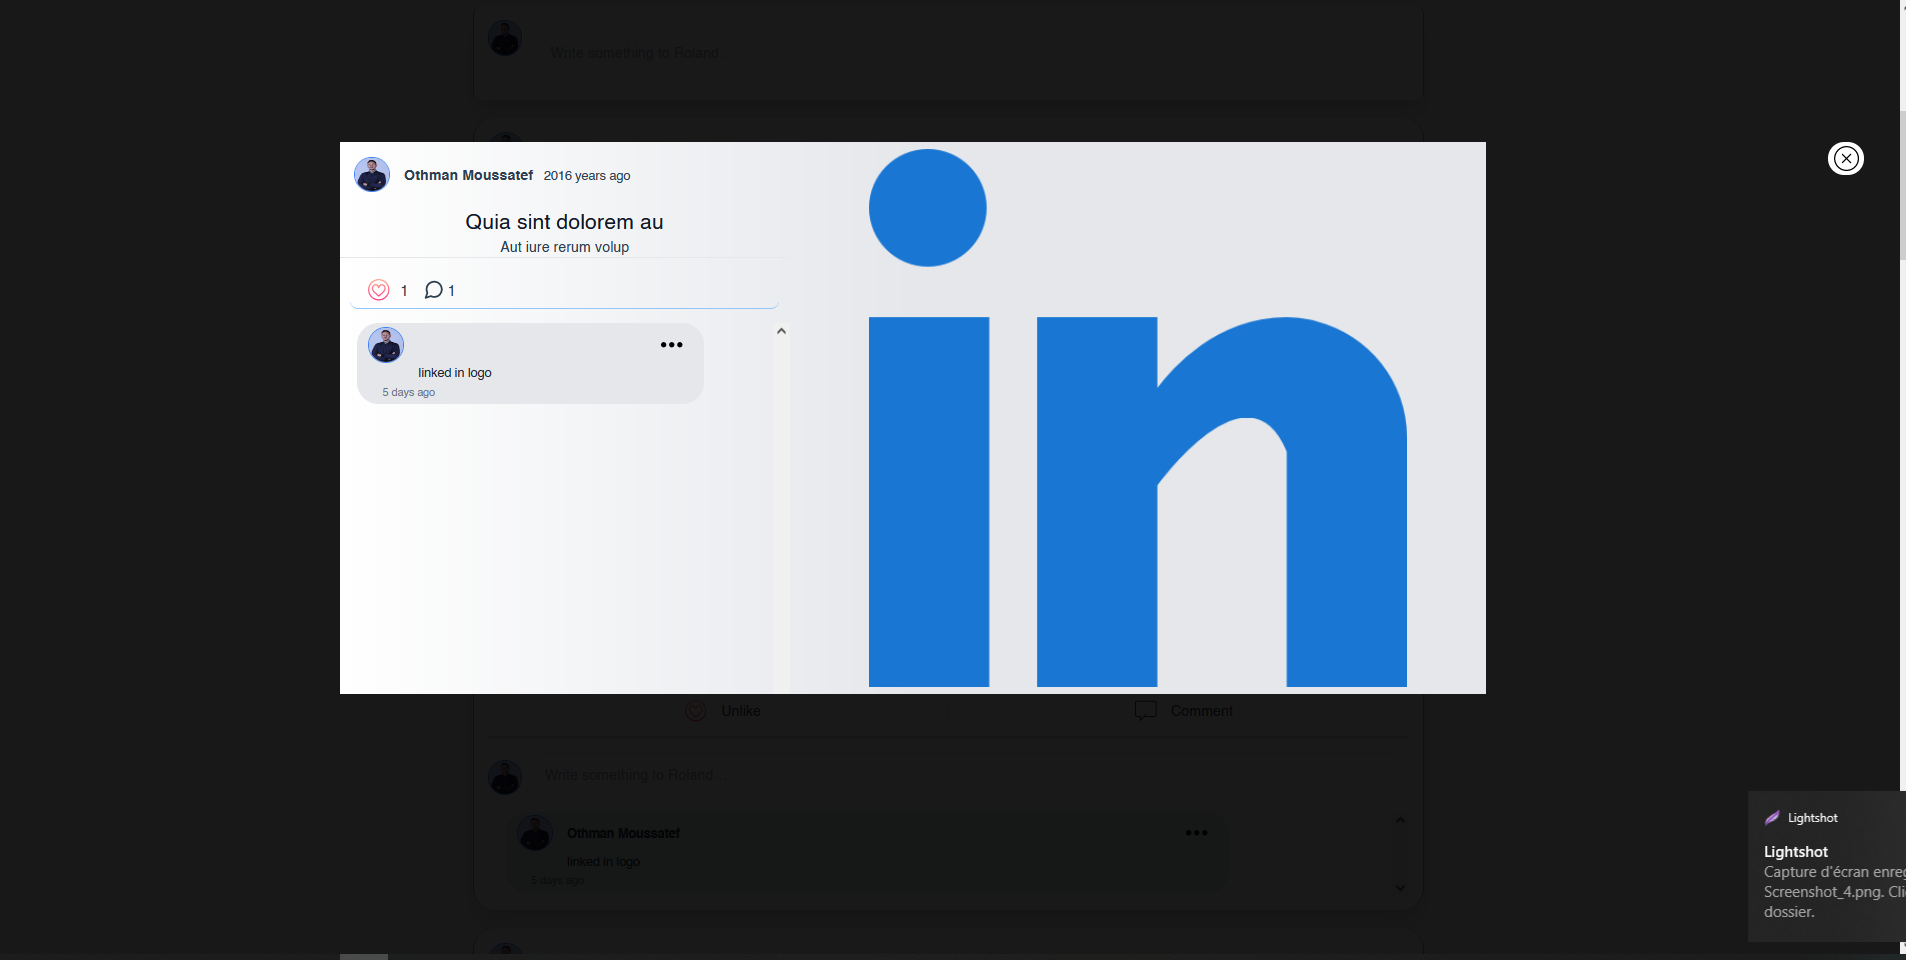 Write something to Roland...
Othman Moussatef 2016 years ago
Quia sint dolorem au
Aut iure rerum volup
1 1
linked in logo
5 days ago
in
Unlike Comment
Write something to Roland...
Othman Moussatef
linked in logo
5 days ago
Lightshot
Lightshot
Capture d'écran enreg
Screenshot_4.png. Cli
dossier.